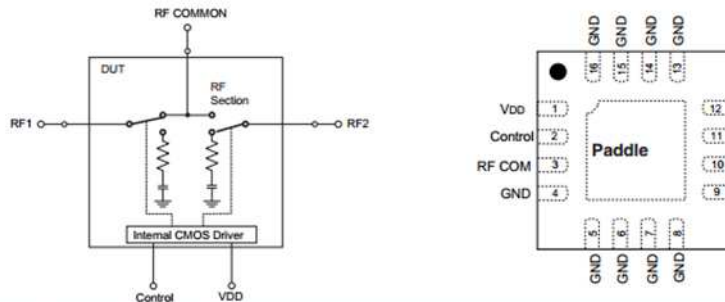 RF COMMON
DUT
RF
Section
RF1
RF2
Internal CMOS Driver
Control
VDD
GND
GND
GND
GND
16
15
14
13
VDD
1
12
Control
2
11
RF COM
3
Paddle
10
GND
4
9
5
6
7
8
GND
GND
GND
GND